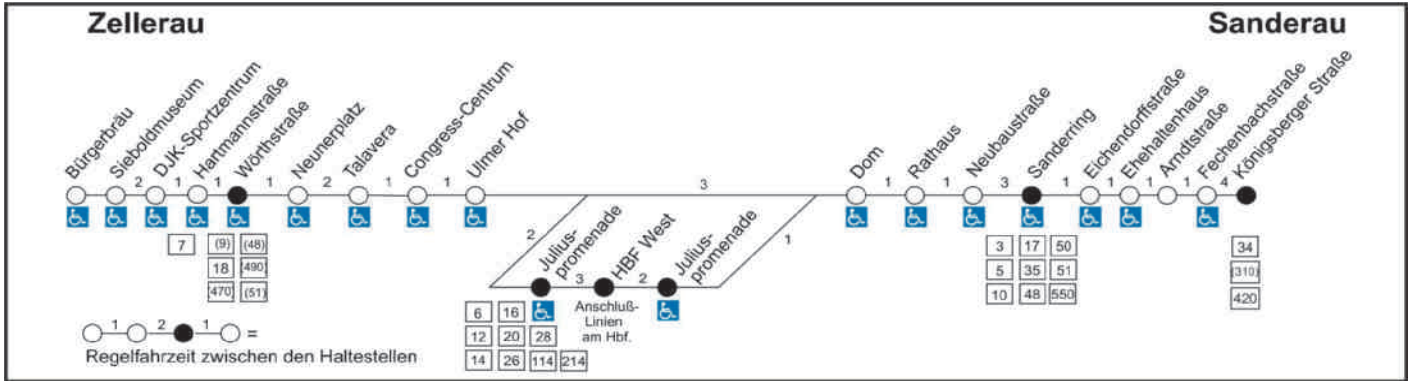 Zellerau
Sanderau
Bürgerbräu
Sieboldmuseum
DJK-Sportzentrum
Hartmannstraße
Wörthstraße
Neunerplatz
Talavera
Congress-Centrum
Ulmer Hof
Dom
Rathaus
Neubaustraße
Sanderring
Eichendorffstraße
Ehehaltenhaus
Arndtstraße
Fechenbachstraße
Königsberger Straße
2 1 1 1 2 1 1 3 1 1 3 1 1 1 1 4
7
(9) (48)
18 (490)
(470) (51)
2
Julius-
promenade
3
HBF West
2
Julius-
promenade
1
Anschluß-
Linien
am Hbf.
6 16
12 20 28
14 26 114 214
3 17 50
5 35 51
10 48 550
34
(310)
420
1 2 1 =
Regelfahrzeit zwischen den Haltestellen